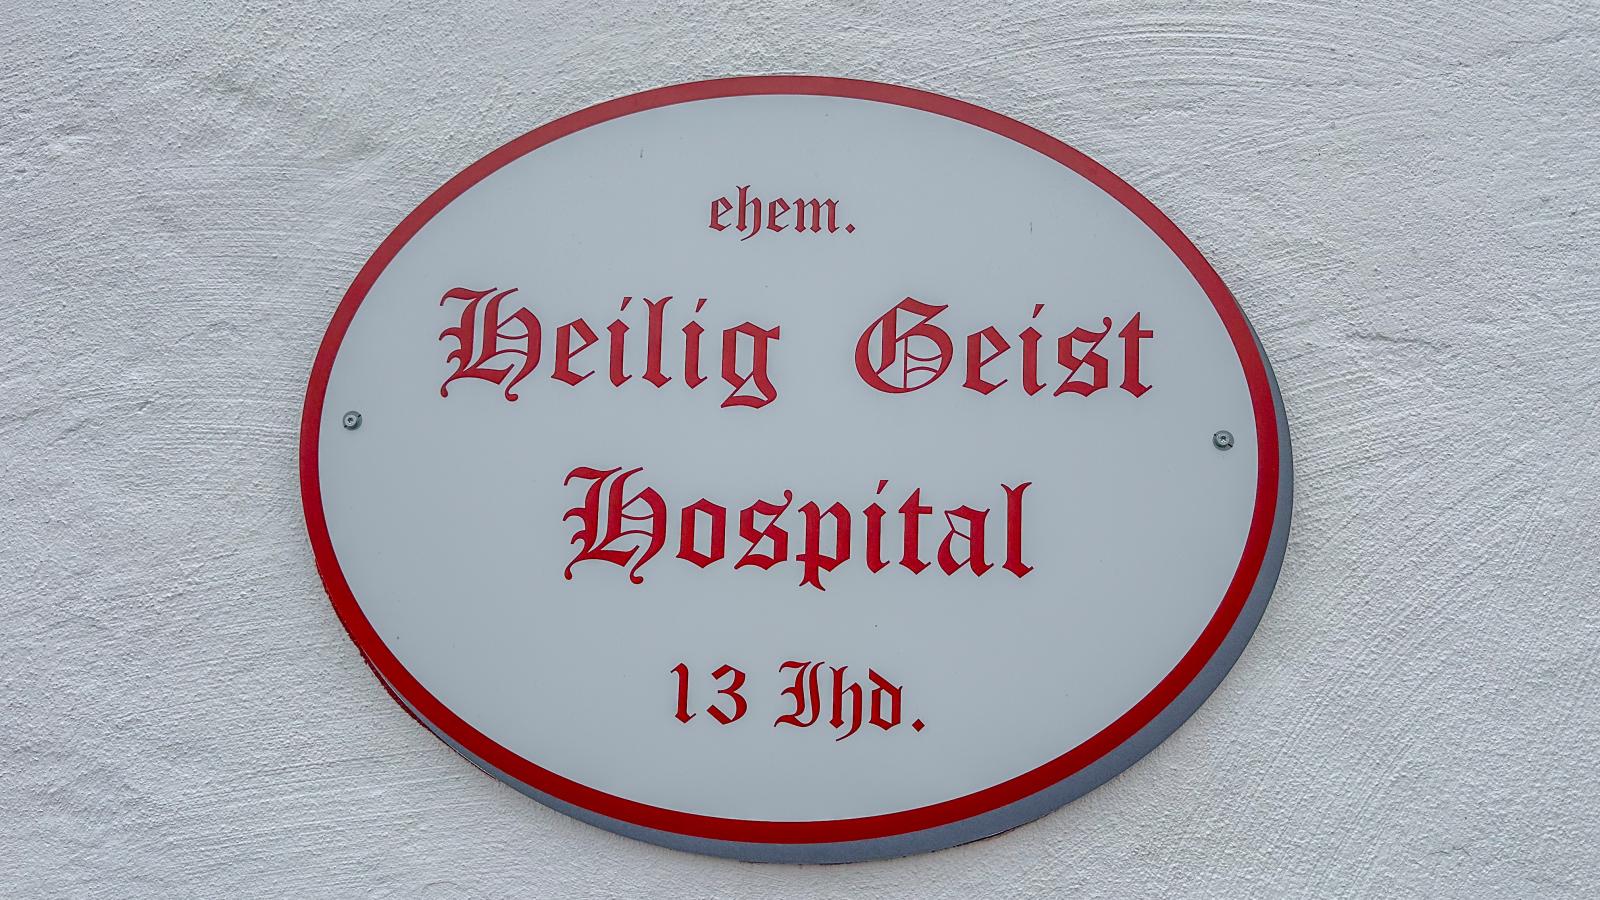 ehem.
Heilig Geist
Hospital
13 Jhd.